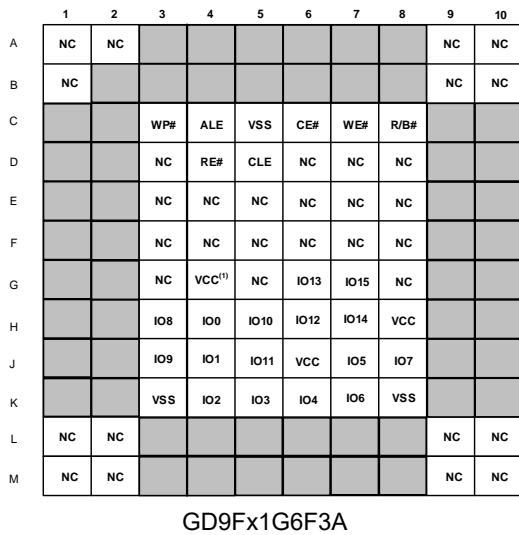 1 2 3 4 5 6 7 8 9 10
A NC NC NC NC
B NC NC NC
C WP# ALE VSS CE# WE# R/B#
D NC RE# CLE NC NC NC
E NC NC NC NC NC NC
F NC NC NC NC NC NC
G NC VCC(1) NC IO13 IO15 NC
H IO8 IO0 IO10 IO12 IO14 VCC
J IO9 IO1 IO11 VCC IO5 IO7
K VSS IO2 IO3 IO4 IO6 VSS
L NC NC NC NC
M NC NC NC NC
GD9Fx1G6F3A